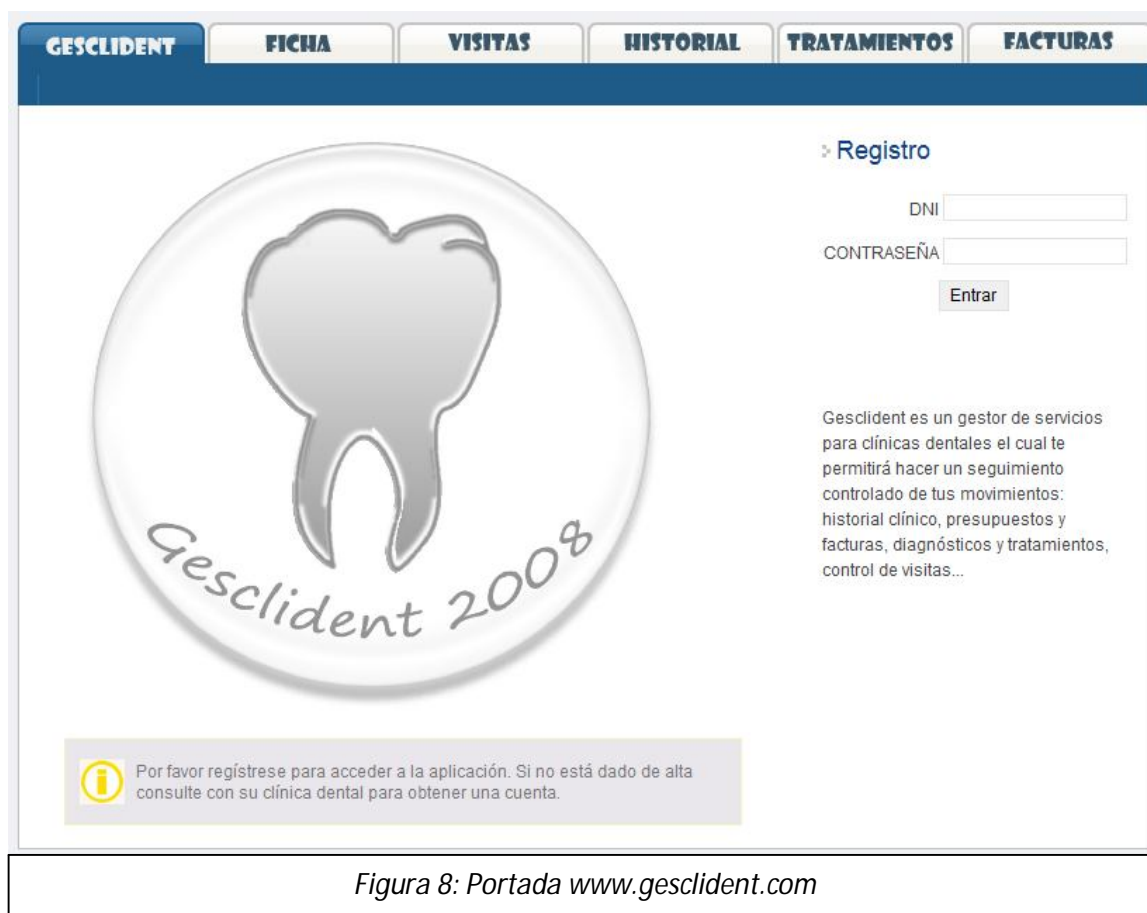 GESCLIDENT FICHA VISITAS HISTORIAL TRATAMIENTOS FACTURAS
Registro
DNI
CONTRASEÑA
Entrar
Gesclident es un gestor de servicios
para clínicas dentales el cual te
permitirá hacer un seguimiento
controlado de tus movimientos:
historial clínico, presupuestos y
facturas, diagnósticos y tratamientos,
control de visitas...
Gesclident 2008
Por favor regístrese para acceder a la aplicación. Si no está dado de alta
consulte con su clínica dental para obtener una cuenta.
Figura 8: Portada www.gesclident.com